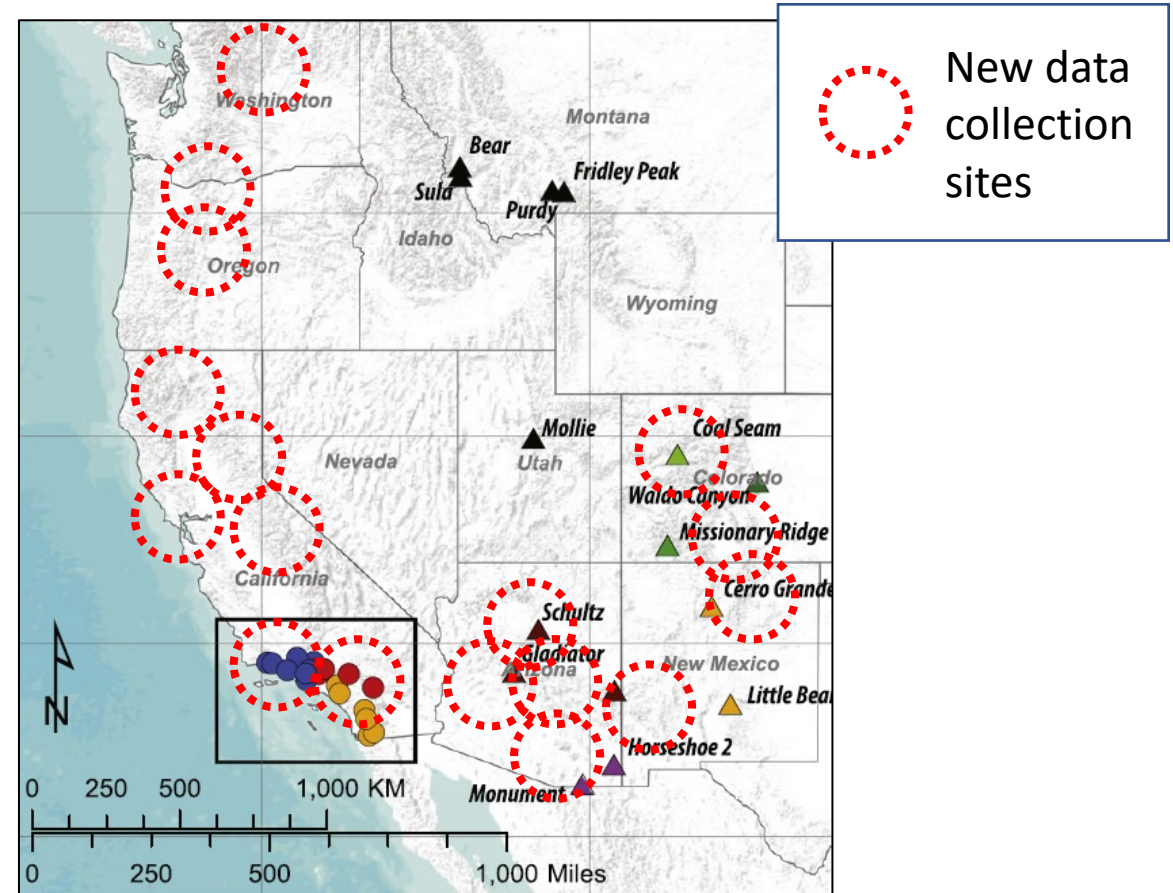 New data
collection
sites
Washington
Montana
Bear
Fridley Peak
Sula
Purdy
Idaho
Oregon
Wyoming
Mollie
Coal Seam
Nevada
Utah
Colorado
Waldo Canyon
Missionary Ridge
California
Cerro Grande
Schultz
Gladiator
Arizona
New Mexico
Little Bear
N
Horseshoe 2
Monument
0 250 500 1,000 KM
0 500 1,000 Miles